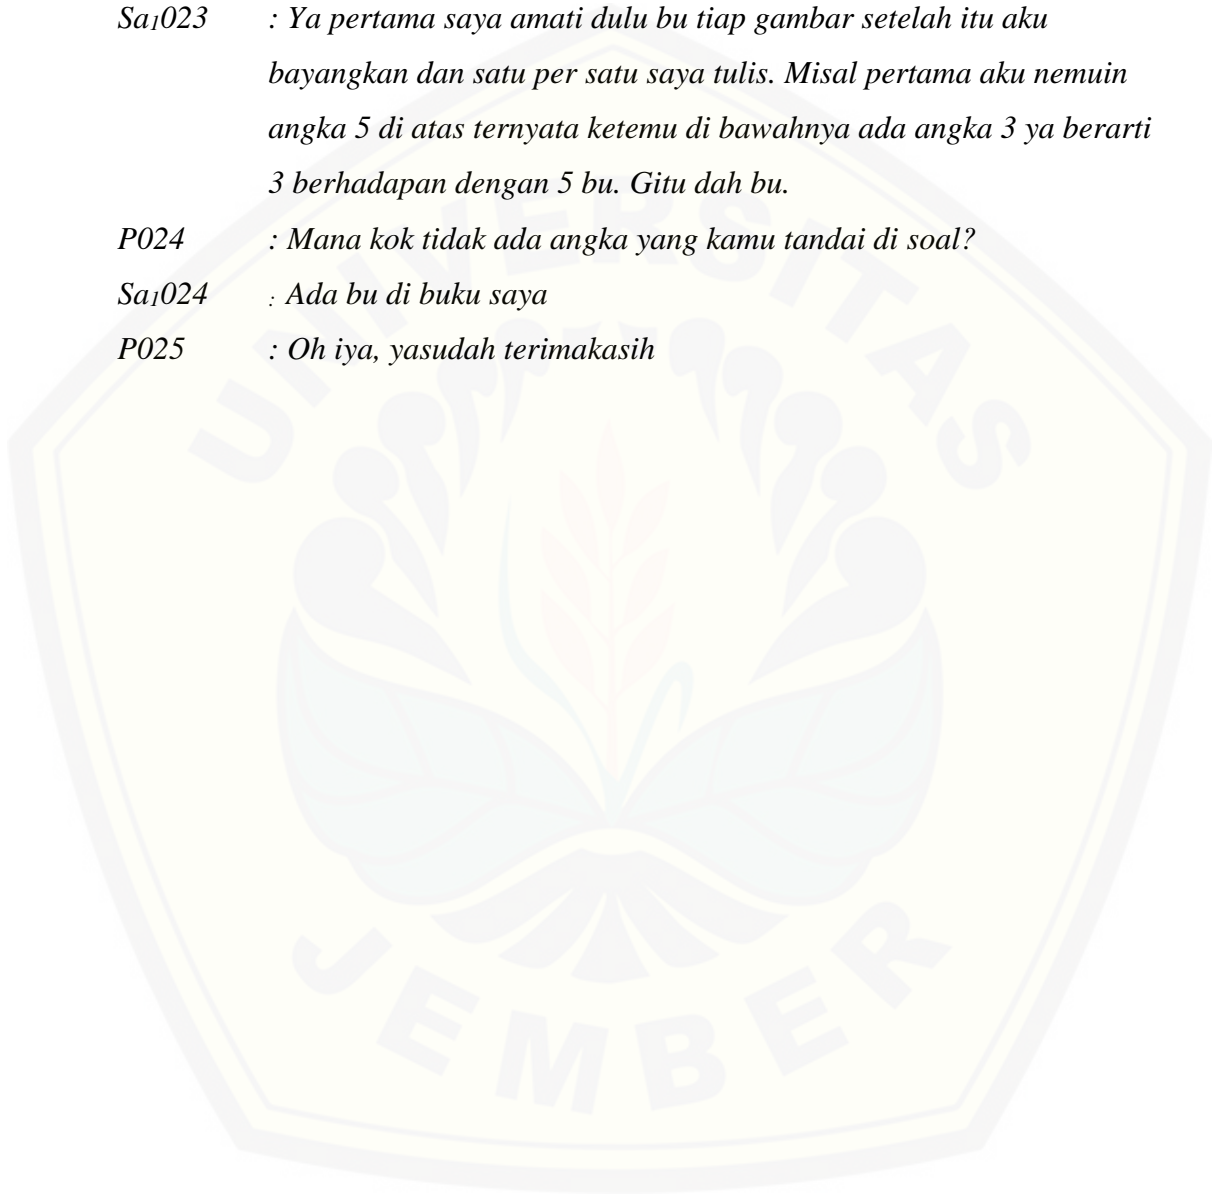 Sa₁023 : Ya pertama saya amati dulu bu tiap gambar setelah itu aku
bayangkan dan satu per satu saya tulis. Misal pertama aku nemuin
angka 5 di atas ternyata ketemu di bawahnya ada angka 3 ya berarti
3 berhadapan dengan 5 bu. Gitu dah bu.
P024 : Mana kok tidak ada angka yang kamu tandai di soal?
Sa₁024 : Ada bu di buku saya
P025 : Oh iya, yasudah terimakasih
UNIVERSITAS
JEMBER